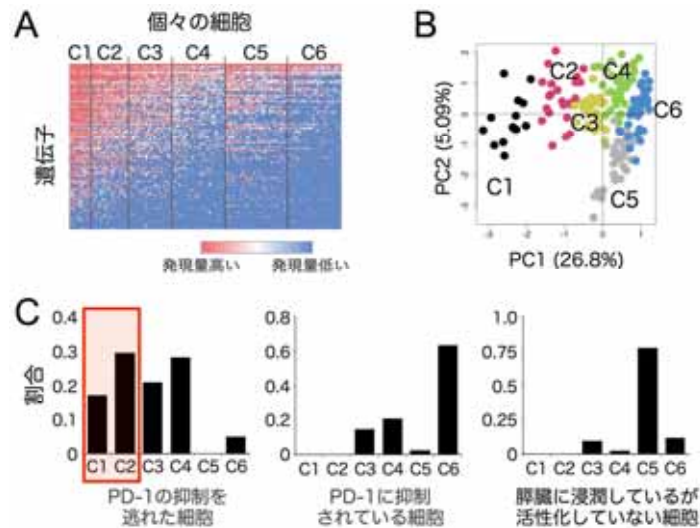 A
個々の細胞
C1 C2 C3 C4 C5 C6
遺伝子
発現量高い 発現量低い
B
C2 C4
C3 C6
C1
C5
PC2 (5.09%)
-3 -2 -1 0 1
PC1 (26.8%)
C
割合
0.4
0.3
0.2
0.1
0
C1 C2 C3 C4 C5 C6
PD-1の抑制を
逃れた細胞
0.8
0.6
0.4
0.2
0
C1 C2 C3 C4 C5 C6
PD-1に抑制
されている細胞
1.0
0.75
0.5
0.25
0
C1 C2 C3 C4 C5 C6
膵臓に浸潤しているが
活性化していない細胞